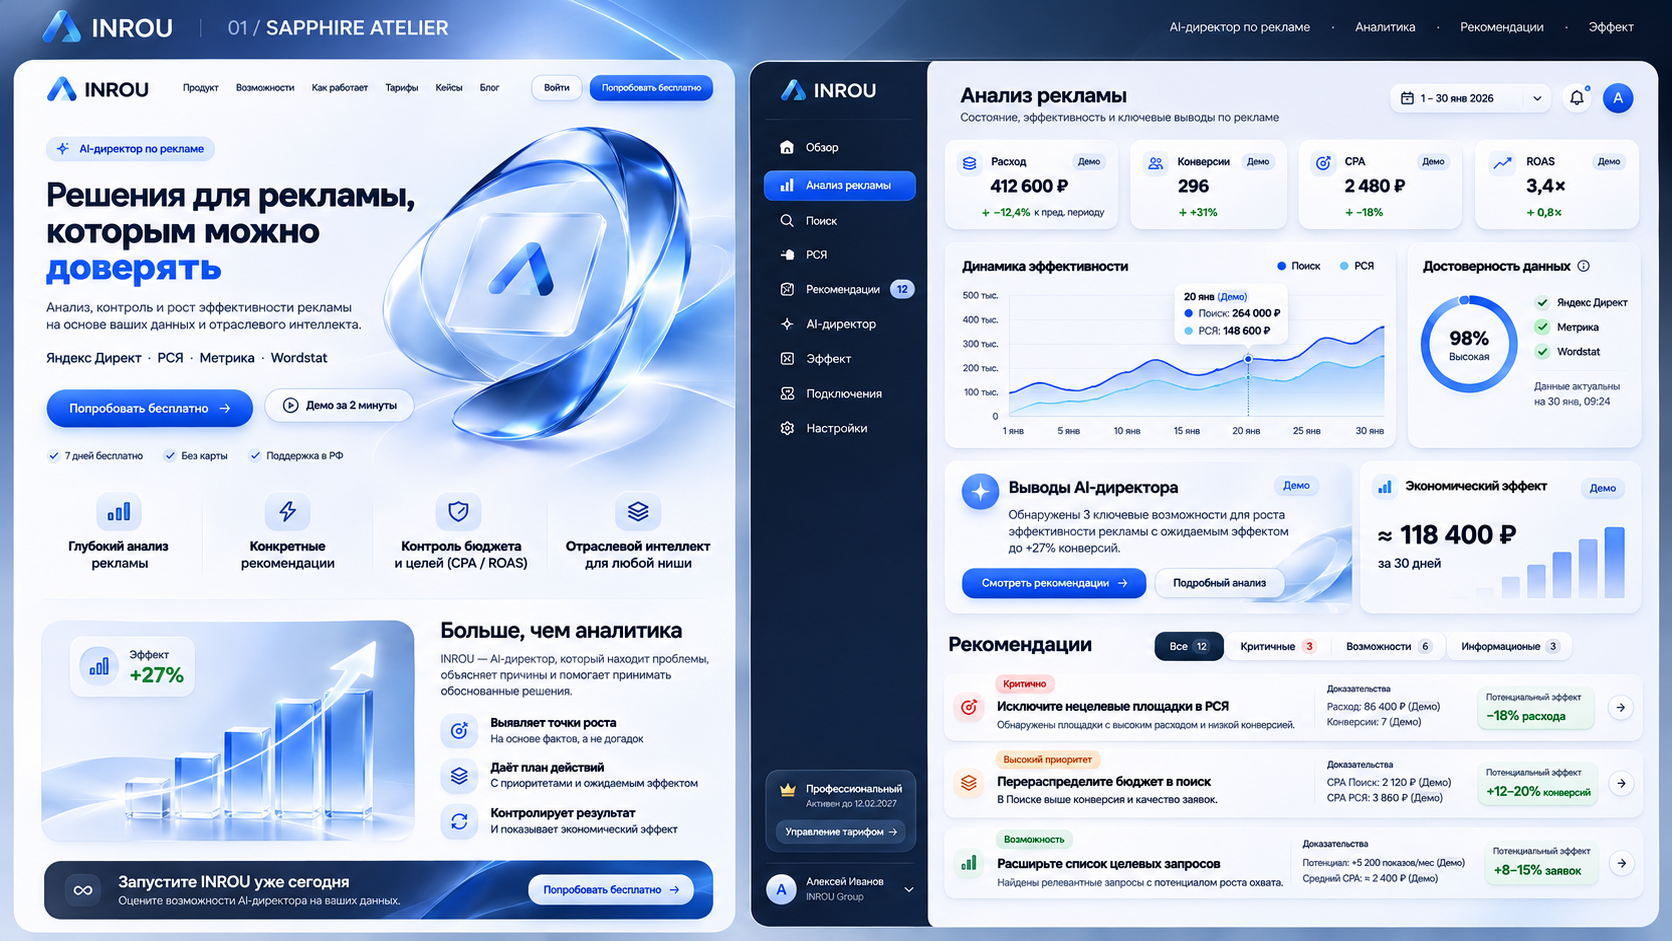 INROU
01 / SAPPHIRE ATELIER
AI-директор по рекламе · Аналитика · Рекомендации · Эффект
INROU
Продукт Возможности Как работает Тарифы Кейсы Блог
Войти
Попробовать бесплатно
AI-директор по рекламе
Решения для рекламы,
которым можно
доверять
Анализ, контроль и рост эффективности рекламы
на основе ваших данных и отраслевого интеллекта.
Яндекс Директ · РСЯ · Метрика · Wordstat
Попробовать бесплатно →
Демо за 2 минуты
7 дней бесплатно
Без карты
Поддержка в РФ
Глубокий анализ
рекламы
Конкретные
рекомендации
Контроль бюджета
и целей (CPA / ROAS)
Отраслевой интеллект
для любой ниши
Эффект
+27%
Больше, чем аналитика
INROU — AI-директор, который находит проблемы,
объясняет причины и помогает принимать
обоснованные решения.
Выявляет точки роста
На основе фактов, а не догадок
Даёт план действий
С приоритетами и ожидаемым эффектом
Контролирует результат
И показывает экономический эффект
Запустите INROU уже сегодня
Оцените возможности AI-директора на ваших данных.
Попробовать бесплатно →
INROU
Обзор
Анализ рекламы
Поиск
РСЯ
Рекомендации 12
AI-директор
Эффект
Подключения
Настройки
Профессиональный
Активен до 12.02.2027
Управление тарифом →
A
Алексей Иванов
INROU Group
Анализ рекламы
Состояние, эффективность и ключевые выводы по рекламе
1 – 30 янв 2026
A
Расход Демо
412 600 ₽
+ −12,4% к пред. периоду
Конверсии Демо
296
+ +31%
CPA Демо
2 480 ₽
+ −18%
ROAS Демо
3,4×
+ 0,8×
Динамика эффективности
Поиск РСЯ
500 тыс.
400 тыс.
300 тыс.
200 тыс.
100 тыс.
0
20 янв (Демо)
Поиск: 264 000 ₽
РСЯ: 148 600 ₽
1 янв 5 янв 10 янв 15 янв 20 янв 25 янв 30 янв
Достоверность данных
98%
Высокая
Яндекс Директ
Метрика
Wordstat
Данные актуальны
на 30 янв, 09:24
Выводы AI-директора Демо
Обнаружены 3 ключевые возможности для роста
эффективности рекламы с ожидаемым эффектом
до +27% конверсий.
Смотреть рекомендации →
Подробный анализ
Экономический эффект Демо
≈ 118 400 ₽
за 30 дней
Рекомендации
Все 12
Критичные 3
Возможности 6
Информационые 3
Критично
Исключите нецелевые площадки в РСЯ
Обнаружены площадки с высоким расходом и низкой конверсией.
Доказательства
Расход: 86 400 ₽ (Демо)
Конверсии: 7 (Демо)
Потенциальный эффект
−18% расхода
Высокий приоритет
Перераспределите бюджет в поиск
В Поиске выше конверсия и качество заявок.
Доказательства
CPA Поиск: 2 120 ₽ (Демо)
CPA РСЯ: 3 860 ₽ (Демо)
Потенциальный эффект
+12–20% конверсий
Возможность
Расширьте список целевых запросов
Найдены релевантные запросы с потенциалом роста охвата.
Доказательства
Потенциал: +5 200 показов/мес (Демо)
Средний CPA: ≈ 2 400 ₽ (Демо)
Потенциальный эффект
+8–15% заявок